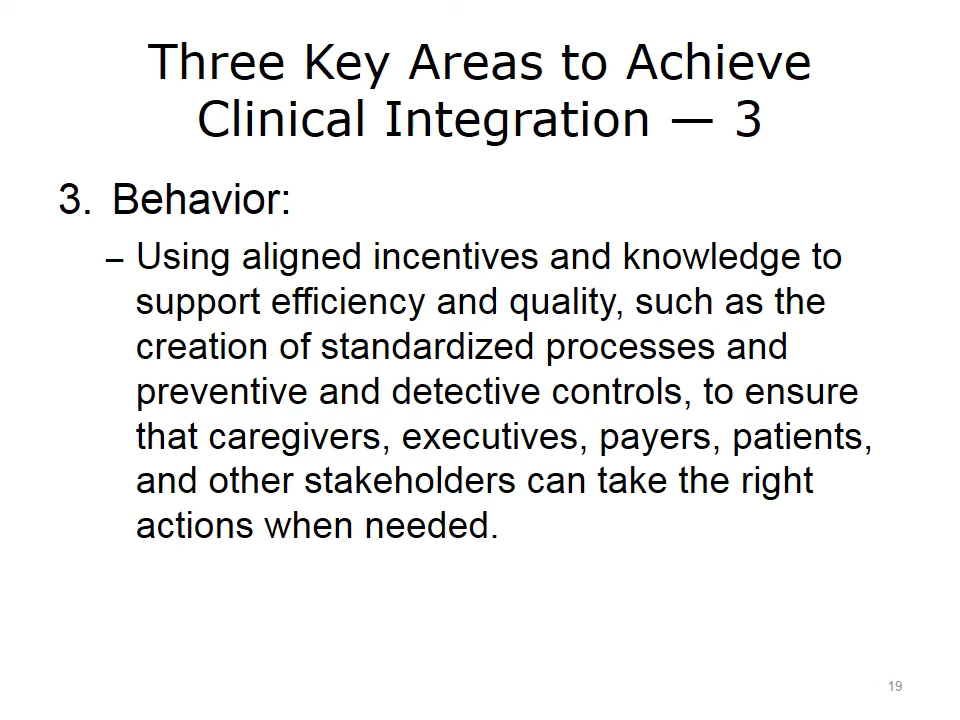 Three Key Areas to Achieve
Clinical Integration — 3
3. Behavior:
– Using aligned incentives and knowledge to
support efficiency and quality, such as the
creation of standardized processes and
preventive and detective controls, to ensure
that caregivers, executives, payers, patients,
and other stakeholders can take the right
actions when needed.
19